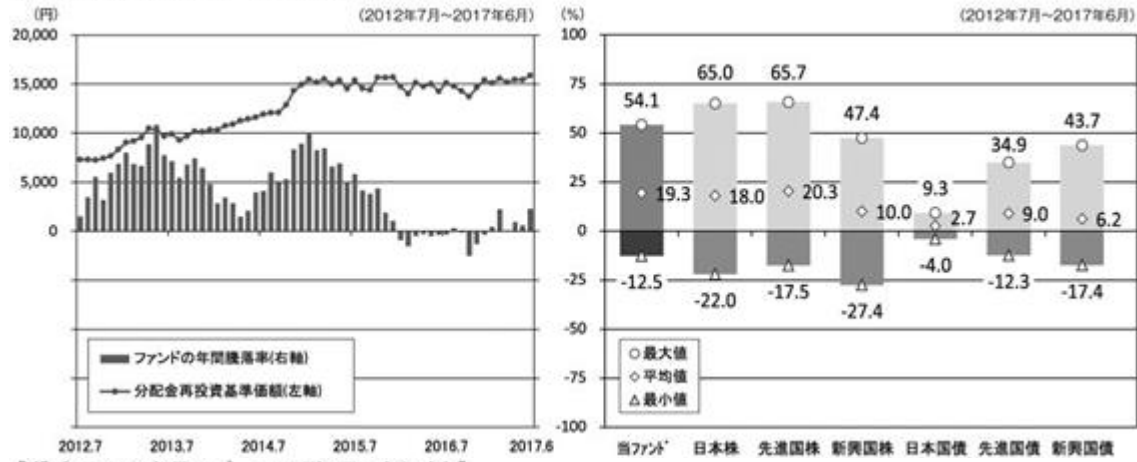 (円)
(2012年7月～2017年6月)
20,000
15,000
10,000
5,000
0
ファンドの年間騰落率(右軸)
分配金再投資基準価額(左軸)
2012.7 2013.7 2014.7 2015.7 2016.7 2017.6
(%)
(2012年7月～2017年6月)
100
75
50
25
0
-25
-50
-75
-100
54.1 65.0 65.7 47.4 9.3 34.9 43.7
19.3 18.0 20.3 10.0 2.7 9.0 6.2
-12.5 -22.0 -17.5 -27.4 -4.0 -12.3 -17.4
最大値
平均値
最小値
当ファンド 日本株 先進国株 新興国株 日本国債 先進国債 新興国債